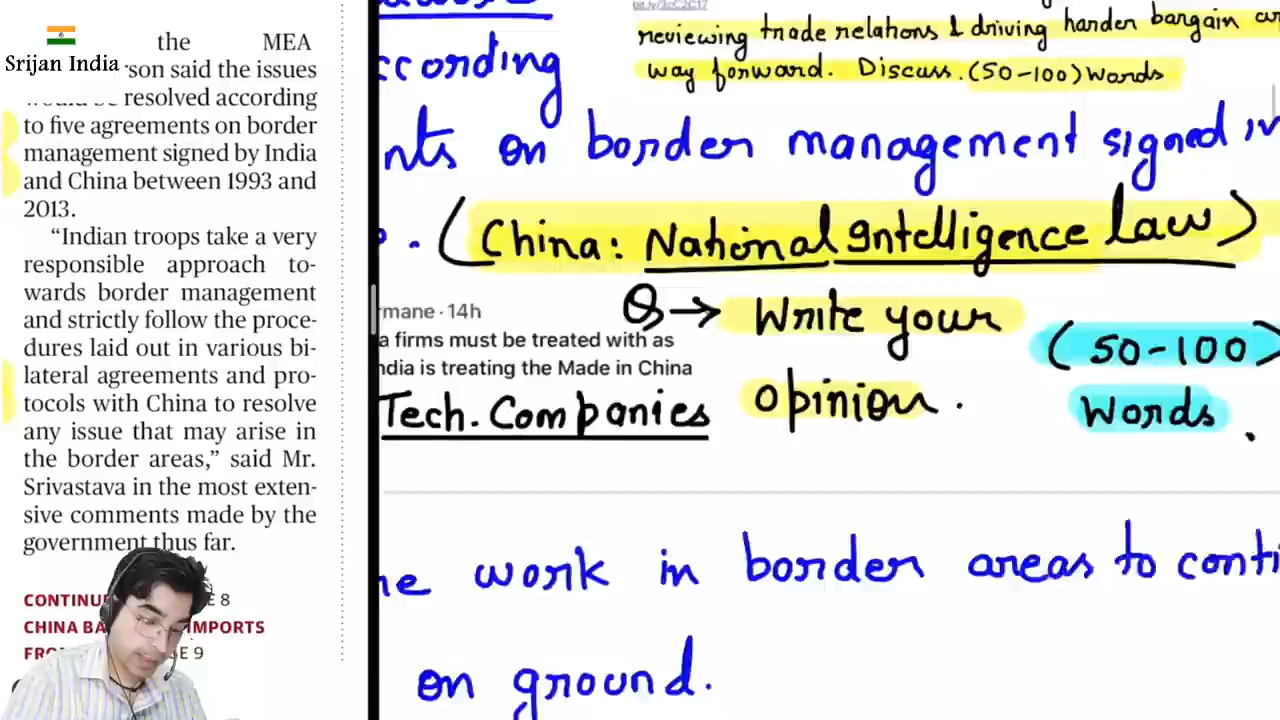 Srijan India
the MEA
son said the issues
resolved according
to five agreements on border
management signed by India
and China between 1993 and
2013.
“Indian troops take a very
responsible approach to-
wards border management
and strictly follow the proce-
dures laid out in various bi-
lateral agreements and pro-
tocols with China to resolve
any issue that may arise in
the border areas,” said Mr.
Srivastava in the most exten-
sive comments made by the
government thus far.
8
CHINA BA IMPORTS
E 9
reviewing trade relations & driving harder bargain
way forward. Discuss. (50-100) Words
ccording
nts on border management signed in
(China: National Intelligence law)
Q → Write your
opinion.
(50-100)
Words.
rmane · 14h
a firms must be treated with as
ndia is treating the Made in China
Tech. Companies
he work in border areas to conti
on ground.